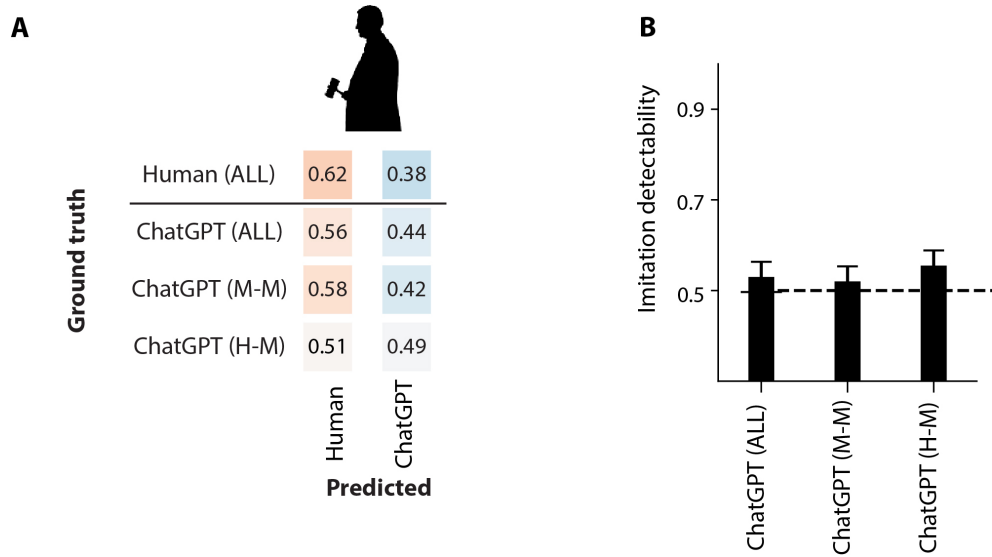 A
Human (ALL) 0.62 0.38
ChatGPT (ALL) 0.56 0.44
ChatGPT (M-M) 0.58 0.42
ChatGPT (H-M) 0.51 0.49
Ground truth
Human
ChatGPT
Predicted
B
Imitation detectability
0.9
0.7
0.5
ChatGPT (ALL)
ChatGPT (M-M)
ChatGPT (H-M)